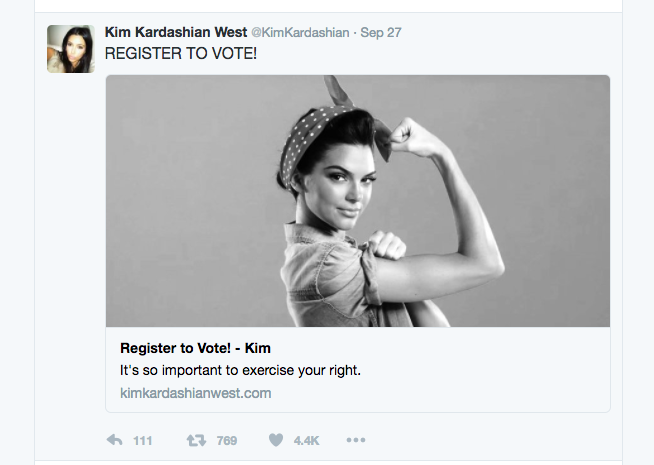 Kim Kardashian West @KimKardashian · Sep 27
REGISTER TO VOTE!
Register to Vote! - Kim
It's so important to exercise your right.
kimkardashianwest.com
111 769 4.4K